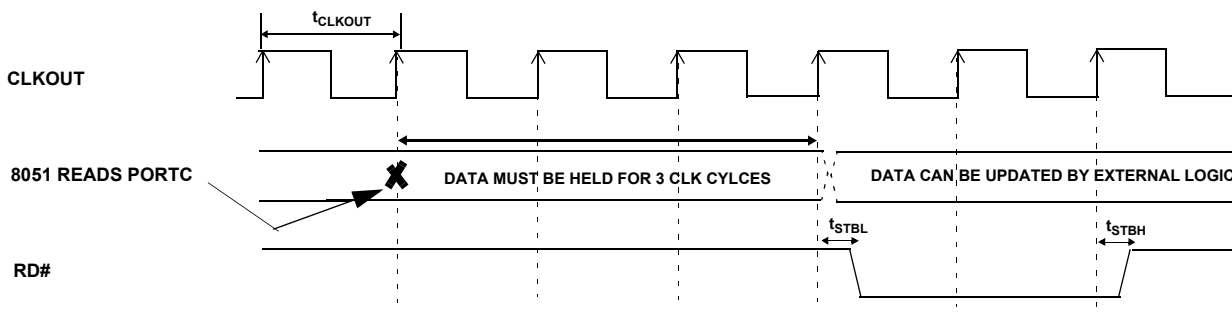 tCLKOUT
CLKOUT
8051 READS PORTC
DATA MUST BE HELD FOR 3 CLK CYLCES
DATA CAN BE UPDATED BY EXTERNAL LOGIC
tSTBL
tSTBH
RD#